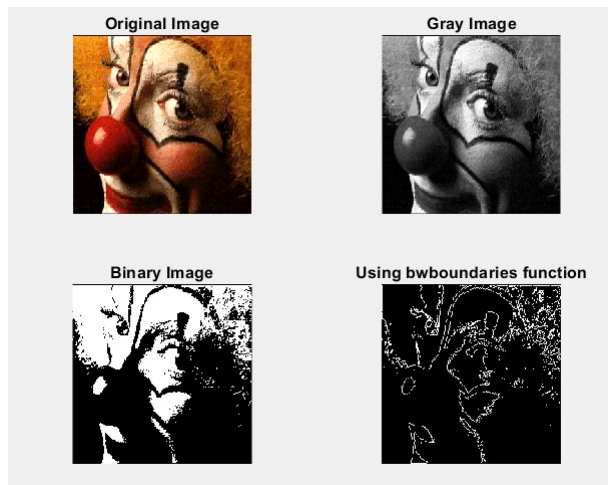 Original Image
Gray Image
Binary Image
Using bwboundaries function